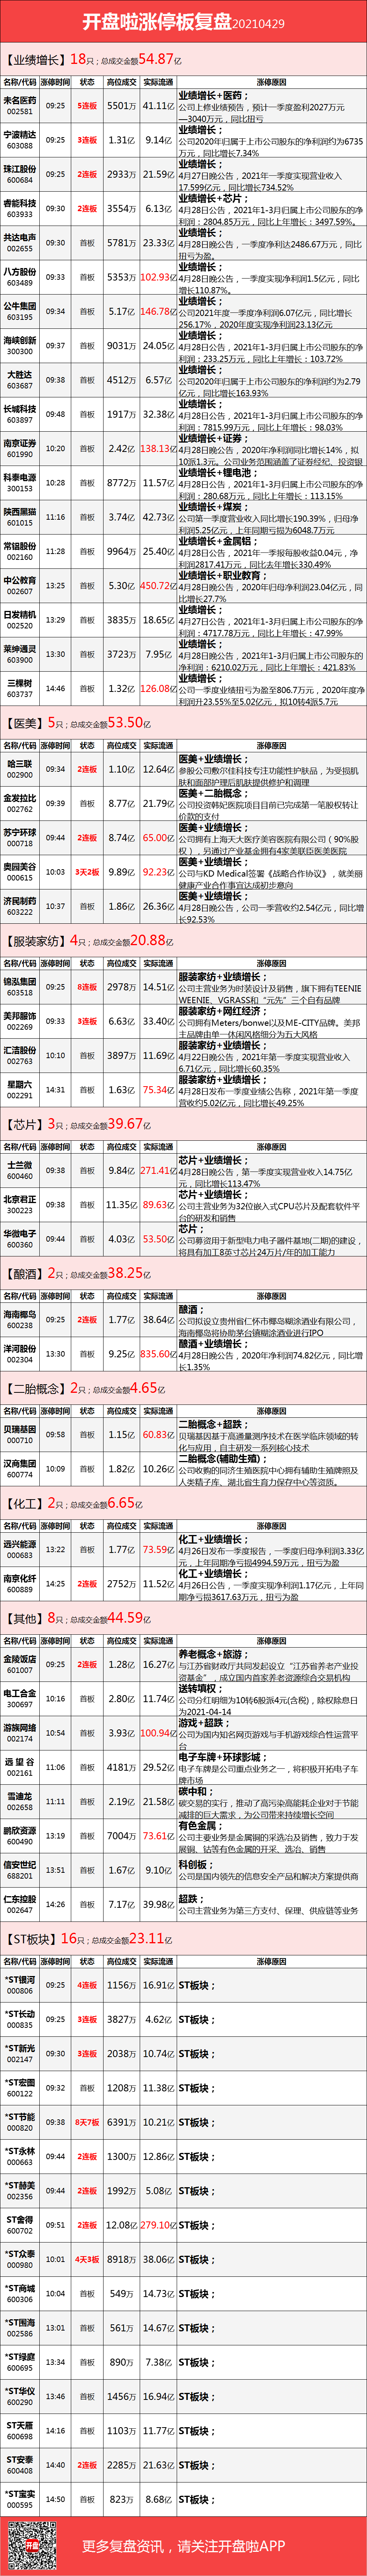 开盘啦涨停板复盘20210429
【业绩增长】18只；总成交金额54.87亿
名称/代码 涨停时间 状态 高位成交 实际流通 涨停原因
未名医药 002581 09:25 5连板 5501万 41.11亿 业绩增长+医药；
公司上修业绩预告，预计一季度盈利2027万元
—3040万元，同比扭亏
宁波精达 603088 09:25 3连板 1.31亿 9.14亿 业绩增长；
公司2020年归属于上市公司股东的净利润约为6735
万元，同比增长7.34%
珠江股份 600684 09:25 2连板 2933万 21.59亿 业绩增长；
4月27日晚公告，2021年一季度实现营业收入
17.599亿元，同比增长734.52%
睿能科技 603933 09:30 2连板 3554万 6.13亿 业绩增长+芯片；
4月28日公告，2021年1-3月归属上市公司股东的净
利润：2804.85万元，同比上年增长：3497.59%。
共达电声 002655 09:30 首板 5781万 23.33亿 业绩增长；
4月28日晚公告，一季度净利达2486.67万元，同比
扭亏为盈。
八方股份 603489 09:33 首板 5353万 102.93亿 业绩增长；
4月28日晚公告，一季度实现净利润1.5亿元，同比
增长110.87%。
公牛集团 603195 09:34 首板 5.17亿 146.78亿 业绩增长；
公司2021年度一季度净利润6.07亿元，同比增长
256.17%，2020年度实现净利润23.13亿元
海峡创新 300300 09:37 首板 9031万 24.05亿 业绩增长；
4月28日公告，2021年1-3月归属上市公司股东的净
利润：233.25万元，同比上年增长：103.72%
大胜达 603687 09:38 首板 4512万 6.57亿 业绩增长；
公司2020年归属于上市公司股东的净利润约为2.79
亿元，同比增长163.93%
长城科技 603897 09:48 首板 1917万 32.38亿 业绩增长；
4月28日公告，2021年1-3月归属上市公司股东的净
利润：7815.99万元，同比上年增长：98.03%
南京证券 601990 10:20 首板 2.42亿 138.13亿 业绩增长+证券；
4月28日晚公告，2020年净利润同比增长14%，拟
10派1.3元。公司业务范围涵盖了证券经纪、投资银
科泰电源 300153 10:28 首板 8772万 11.57亿 业绩增长+锂电池；
4月28日公告，2021年1-3月归属上市公司股东的净
利润：280.68万元，同比上年增长：113.15%
陕西黑猫 601015 11:16 首板 3.74亿 42.73亿 业绩增长+煤炭；
公司第一季度营业收入同比增长190.39%，归母净
利润5.25亿元，上年同期亏损为6048.7万元
常铝股份 002160 11:28 首板 9964万 25.40亿 业绩增长+金属铝；
4月28日晚公告，2021年一季报每股收益0.04元，净
利润2817.41万元，同比去年增长330.49%
中公教育 002607 13:25 首板 5.30亿 450.72亿 业绩增长+职业教育；
4月28日晚公告，2020年归母净利润23.04亿元，同
比增长27.7%
日发精机 002520 13:29 首板 3835万 18.65亿 业绩增长；
4月27日公告，2021年1-3月归属上市公司股东的净
利润：4717.78万元，同比上年增长：47.99%
莱绅通灵 603900 13:30 首板 3723万 7.95亿 业绩增长；
4月28日晚公告，2021年1-3月归属上市公司股东的
净利润：6210.02万元，同比上年增长：421.83%
三棵树 603737 14:46 首板 1.32亿 126.08亿 业绩增长；
公司一季度业绩扭亏为盈至806.7万元，2020年度净
利润升23.55%至5.02亿元，拟10转4派5.7元
【医美】5只；总成交金额53.50亿
名称/代码 涨停时间 状态 高位成交 实际流通 涨停原因
哈三联 002900 09:34 2连板 1.10亿 12.64亿 医美+业绩增长；
参股公司敷尔佳科技专注功能性护肤品，为受损肌
肤和面部护理后肌肤提供修护和调理
金发拉比 002762 09:39 首板 8.77亿 21.79亿 医美+二胎概念；
公司投资韩妃医院项目目前已完成第一笔股权转让
价款的支付
苏宁环球 000718 09:44 2连板 8.74亿 65.00亿 医美+业绩增长；
公司拥有上海天大医疗美容医院有限公司（90%股
权），另通过产业基金拥有4家美联臣医美医院
奥园美谷 000615 10:03 3天2板 9.89亿 92.23亿 医美+业绩增长；
公司与KD Medical签署《战略合作协议》，就美丽
健康产业合作事宜达成初步意向
济民制药 603222 10:37 首板 1.86亿 26.36亿 医美+业绩增长；
4月28日晚公告，公司一季营收约2.54亿元，同比增
长92.53%
【服装家纺】4只；总成交金额20.88亿
名称/代码 涨停时间 状态 高位成交 实际流通 涨停原因
锦泓集团 603518 09:25 8连板 2978万 14.51亿 服装家纺+业绩增长；
公司主营业务为时装设计及销售，旗下拥有TEENIE
WEENIE、VGRASS和“元先”三个自有品牌
美邦服饰 002269 09:33 3连板 6.63亿 33.40亿 服装家纺+网红经济；
公司拥有Meters/bonwe以及ME-CITY品牌。美邦
主品牌由单一休闲风格细分为五大风格
汇洁股份 002763 10:10 首板 3897万 11.69亿 服装家纺+业绩增长；
4月22日晚公告，2021年第一季度实现营业收入
6.71亿元，同比增长60.35%
星期六 002291 14:31 首板 1.63亿 75.34亿 服装家纺+业绩增长；
4月28日发布一季度业绩公告称，2021年第一季度
营收约5.02亿元，同比增长49.25%
【芯片】3只；总成交金额39.67亿
名称/代码 涨停时间 状态 高位成交 实际流通 涨停原因
士兰微 600460 09:38 首板 9.84亿 271.41亿 芯片+业绩增长；
4月28日晚公告，第一季度实现营业收入14.75亿
元，同比增长113.47%
北京君正 300223 09:38 首板 11.35亿 89.63亿 芯片+业绩增长；
公司主营业务为32位嵌入式CPU芯片及配套软件平
台的研发和销售
华微电子 600360 09:44 首板 4.03亿 53.50亿 芯片；
公司募资用于新型电力电子器件基地(二期)的建设，
将具有加工8英寸芯片24万片/年的加工能力
【酿酒】2只；总成交金额38.25亿
名称/代码 涨停时间 状态 高位成交 实际流通 涨停原因
海南椰岛 600238 09:25 2连板 1.77亿 38.64亿 酿酒；
公司拟设立贵州省仁怀市椰岛糊涂酒业有限公司，
海南椰岛将协助茅台镇糊涂酒业进行IPO
洋河股份 002304 13:30 首板 9.25亿 835.60亿 酿酒+业绩增长；
4月28日晚公告，2020年净利润74.82亿元，同比增
长1.35%
【二胎概念】2只；总成交金额4.65亿
名称/代码 涨停时间 状态 高位成交 实际流通 涨停原因
贝瑞基因 000710 09:58 首板 1.15亿 60.83亿 二胎概念+超跌；
贝瑞基因基于高通量测序技术在医学临床领域的转
化与应用，自主研发一系列核心技术
汉商集团 600774 10:09 首板 1.82亿 10.26亿 二胎概念(辅助生殖)；
公司收购的同济生殖医院中心拥有辅助生殖牌照及
人类精子库、湖北省生育力保存中心等资质。
【化工】2只；总成交金额6.65亿
名称/代码 涨停时间 状态 高位成交 实际流通 涨停原因
远兴能源 000683 13:22 首板 1.77亿 73.59亿 化工+业绩增长；
4月26日发布一季度报告，一季度归母净利润3.33亿
元，上年同期净亏损4994.59万元，扭亏为盈
南京化纤 600889 14:25 2连板 2752万 11.52亿 化工+业绩增长；
4月26日公告，一季度实现净利润1.17亿元，上年同
期净亏损3617.63万元，扭亏为盈
【其他】8只；总成交金额44.59亿
名称/代码 涨停时间 状态 高位成交 实际流通 涨停原因
金陵饭店 601007 09:25 2连板 1.28亿 16.27亿 养老概念+旅游；
与江苏省财政厅共同发起设立“江苏省养老产业投
资基金”，成立国内首家养老资源综合交易机构
电工合金 300697 10:16 首板 2.80亿 11.74亿 送转填权；
公司分红明细为10转6股派4元(含税)，除权除息日
为2021-04-14
游族网络 002174 10:54 首板 3.93亿 100.94亿 游戏+超跌；
公司为国内知名网页游戏与手机游戏综合性运营平
台
远 望 谷 002161 11:06 首板 4181万 29.52亿 电子车牌+环球影城；
电子车牌是公司重点业务之一，将积极开拓电子车
牌市场
雪迪龙 002658 11:11 首板 2.19亿 21.58亿 碳中和；
碳交易的实行，推动了高污染高能耗企业对于节能
减排的巨大需求，为公司带来持续增长空间
鹏欣资源 600490 13:19 首板 7004万 73.61亿 有色金属；
公司主要业务是金属铜的采选冶及销售，致力于发
展铜、钴等有色金属的开采、选冶、销售
信安世纪 688201 13:51 首板 1.67亿 9.10亿 科创板；
公司是国内领先的信息安全产品和解决方案提供商
仁东控股 002647 14:26 首板 7.17亿 39.98亿 超跌；
公司主营业务为第三方支付、保理、供应链等业务
【ST板块】16只；总成交金额23.11亿
名称/代码 涨停时间 状态 高位成交 实际流通 涨停原因
*ST银河 000806 09:25 4连板 1156万 16.91亿 ST板块；
*ST长动 000835 09:25 3连板 3827万 4.62亿 ST板块；
*ST新光 002147 09:30 3连板 2038万 10.74亿 ST板块；
*ST宏图 600122 09:32 首板 1208万 11.38亿 ST板块；
*ST节能 000820 09:38 8天7板 6391万 10.21亿 ST板块；
*ST永林 000663 09:44 2连板 1300万 12.86亿 ST板块；
*ST赫美 002356 09:44 2连板 1992万 5.08亿 ST板块；
ST舍得 600702 09:51 2连板 12.08亿 279.10亿 ST板块；
*ST众泰 000980 10:01 4天3板 8918万 38.06亿 ST板块；
*ST商城 600306 10:04 首板 549万 14.73亿 ST板块；
*ST围海 002586 13:01 首板 561万 14.67亿 ST板块；
*ST绿庭 600695 13:34 首板 890万 7.38亿 ST板块；
*ST华仪 600290 13:46 首板 1456万 16.94亿 ST板块；
ST天雁 600698 14:16 首板 1103万 11.77亿 ST板块；
ST安泰 600408 14:40 2连板 2285万 21.63亿 ST板块；
*ST宝实 000595 14:50 首板 823万 8.68亿 ST板块；
开盘
更多复盘资讯，请关注开盘啦APP